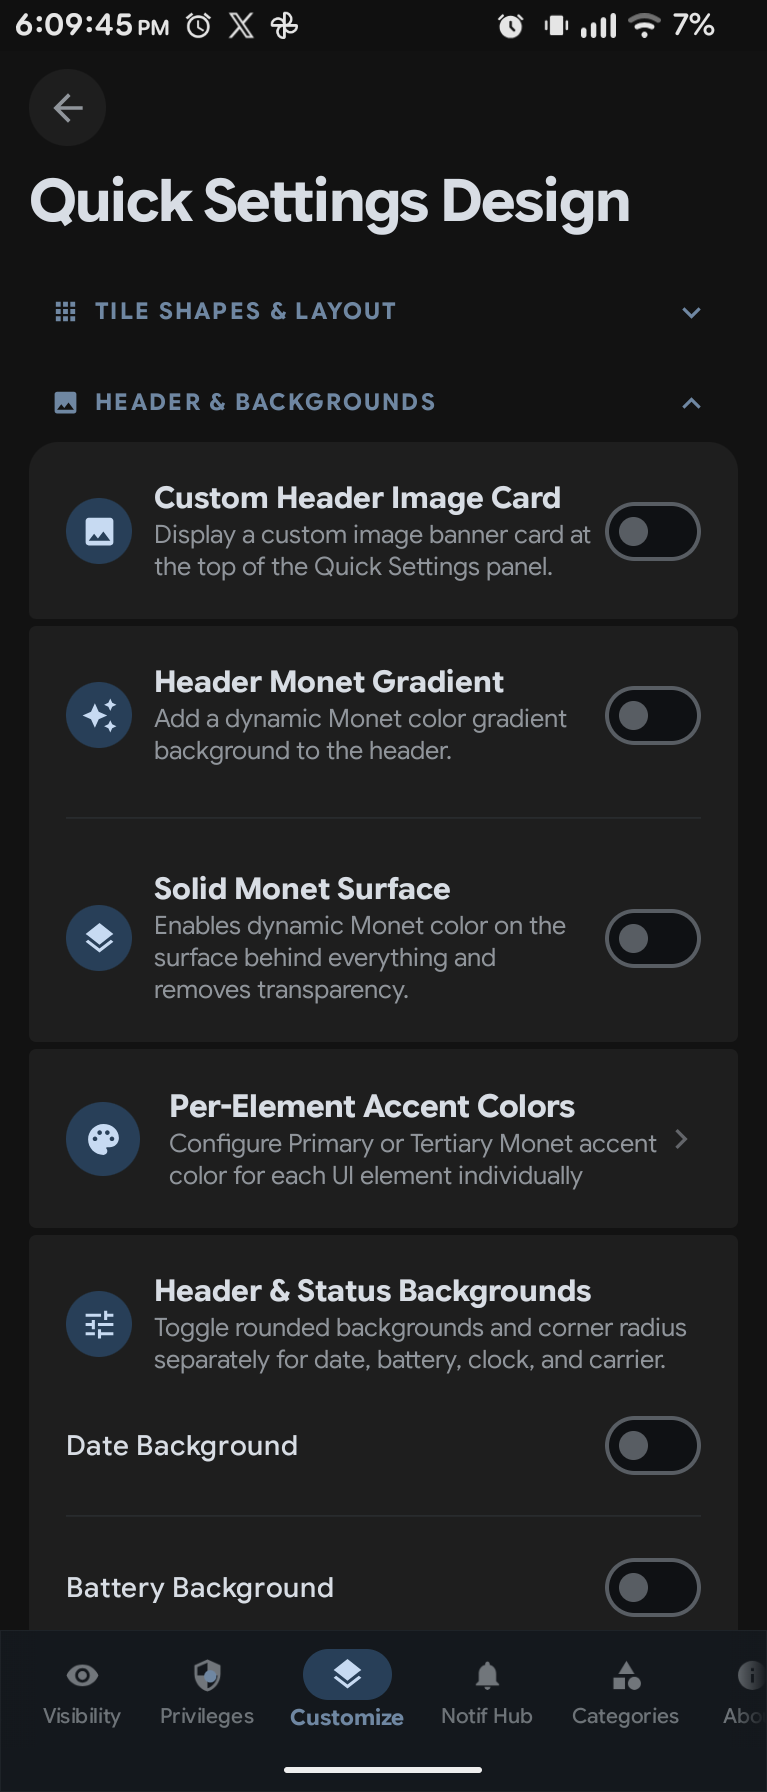 6:09:45 PM 7%
Quick Settings Design
TILE SHAPES & LAYOUT
HEADER & BACKGROUNDS
Custom Header Image Card
Display a custom image banner card at
the top of the Quick Settings panel.
Header Monet Gradient
Add a dynamic Monet color gradient
background to the header.
Solid Monet Surface
Enables dynamic Monet color on the
surface behind everything and
removes transparency.
Per-Element Accent Colors
Configure Primary or Tertiary Monet accent
color for each UI element individually
Header & Status Backgrounds
Toggle rounded backgrounds and corner radius
separately for date, battery, clock, and carrier.
Date Background
Battery Background
Visibility Privileges Customize Notif Hub Categories Abo